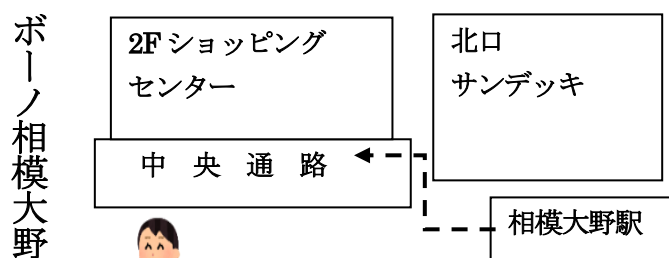 ボーノ相模大野
2Fショッピング
センター
北口
サンデッキ
中 央 通 路
相模大野駅